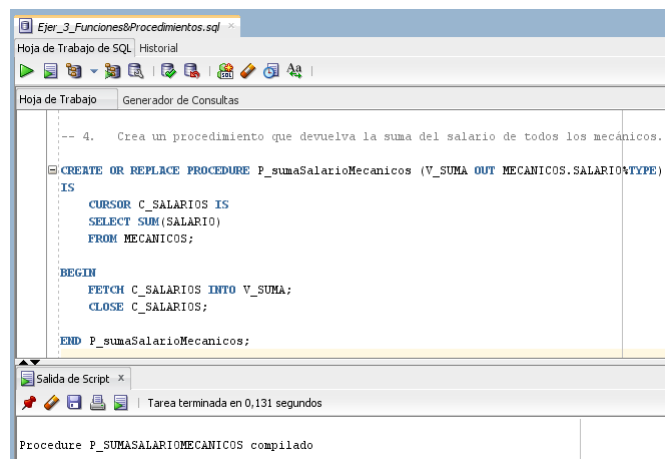 Ejer_3_Funciones&Procedimientos.sql
Hoja de Trabajo de SQL Historial
SQL
Aa
Hoja de Trabajo Generador de Consultas
-- 4. Crea un procedimiento que devuelva la suma del salario de todos los mecánicos.
CREATE OR REPLACE PROCEDURE P_sumaSalarioMecanicos (V_SUMA OUT MECANICOS.SALARIO%TYPE)
IS
CURSOR C_SALARIOS IS
SELECT SUM(SALARIO)
FROM MECANICOS;
BEGIN
FETCH C_SALARIOS INTO V_SUMA;
CLOSE C_SALARIOS;
END P_sumaSalarioMecanicos;
Salida de Script x
Tarea terminada en 0,131 segundos
Procedure P_SUMASALARIOMECANICOS compilado